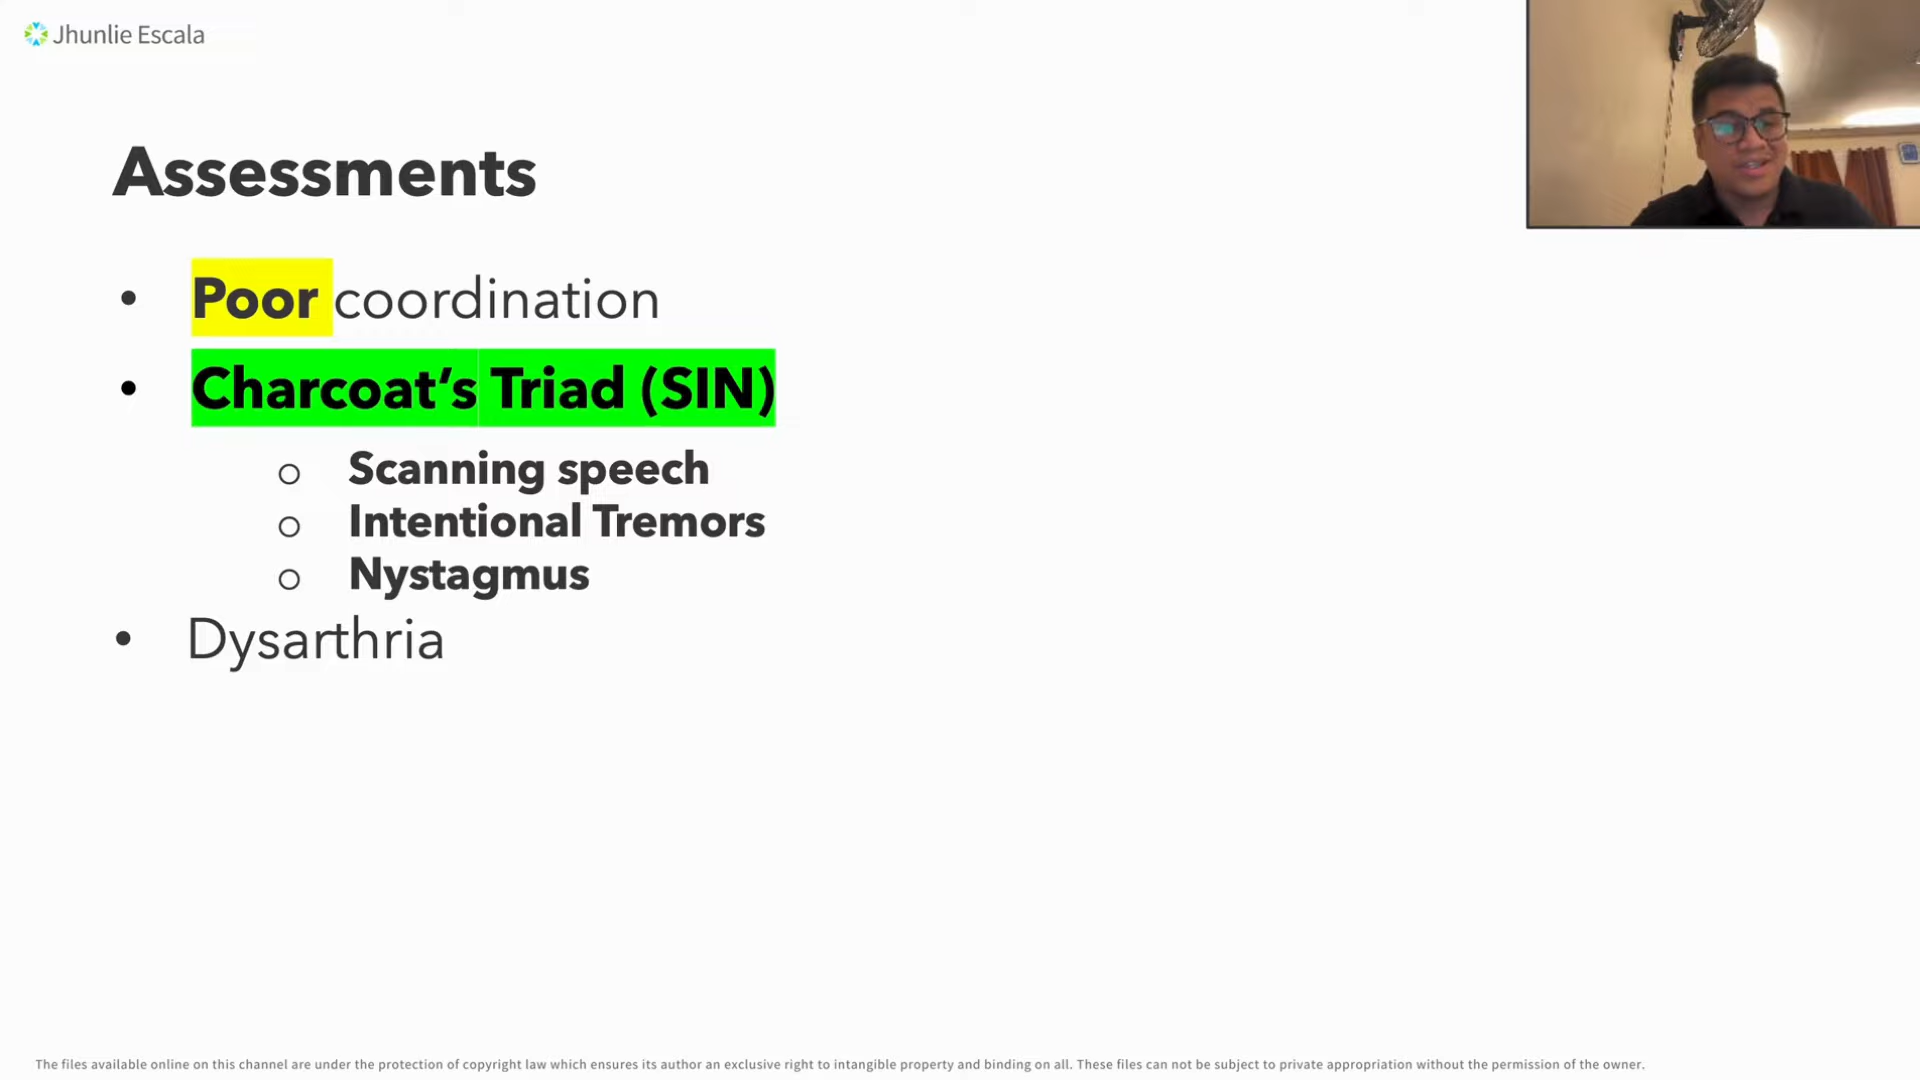 Jhunlie Escala
Assessments
• Poor coordination
• Charcoat’s Triad (SIN)
○ Scanning speech
○ Intentional Tremors
○ Nystagmus
• Dysarthria
The files available online on this channel are under the protection of copyright law which ensures its author an exclusive right to intangible property and binding on all. These files can not be subject to private appropriation without the permission of the owner.